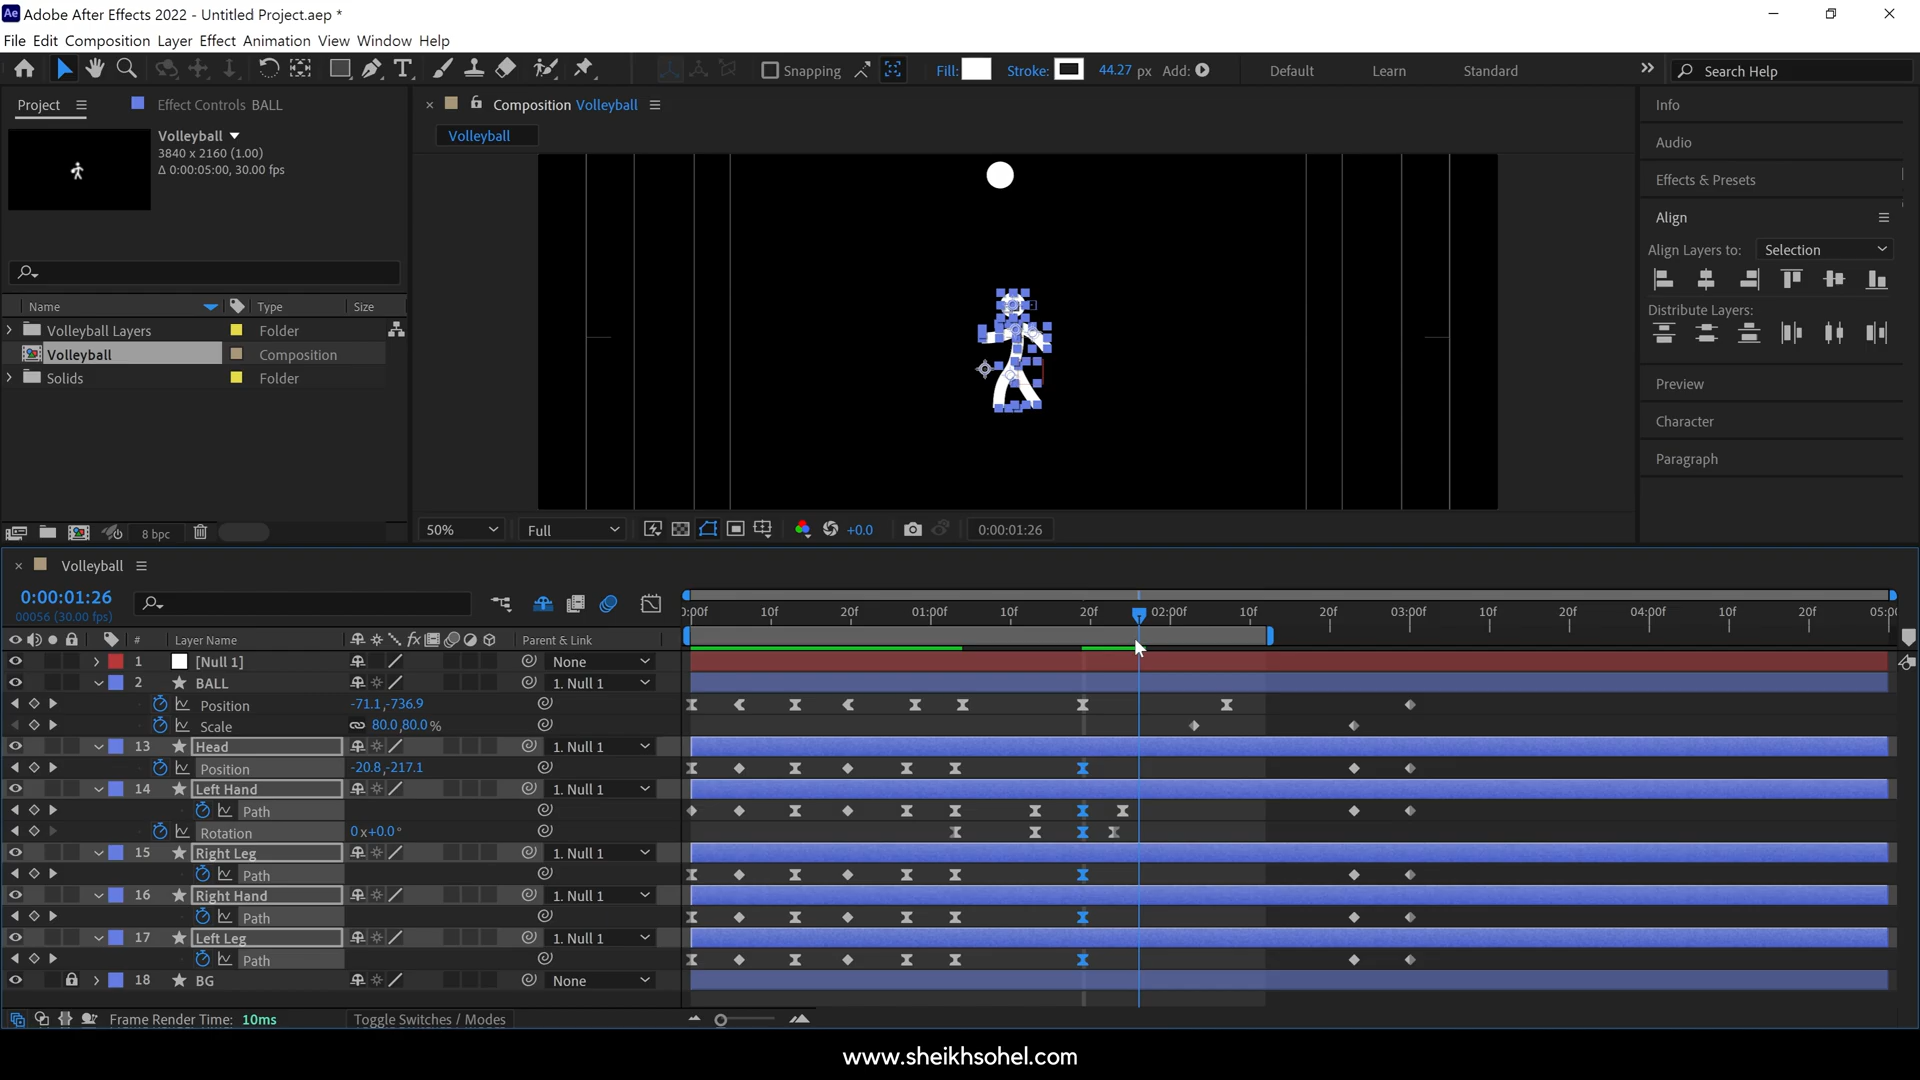 Adobe After Effects 2022 - Untitled Project.aep *
File Edit Composition Layer Effect Animation View Window Help
Snapping
Fill:
Stroke:
44.27 px
Add:
Default
Learn
Standard
Search Help
Project
Effect Controls BALL
Composition Volleyball
Volleyball
Volleyball
3840 x 2160 (1.00)
Δ 0:00:05:00, 30.00 fps
Name
Type
Size
Volleyball Layers
Folder
Volleyball
Composition
Solids
Folder
8 bpc
50%
Full
+0.0
0:00:01:26
Info
Audio
Effects & Presets
Align
Align Layers to:
Selection
Distribute Layers:
Preview
Character
Paragraph
Volleyball
0:00:01:26
00056 (30.00 fps)
10f 20f 01:00f 10f 20f 02:00f 10f 20f 03:00f 10f 20f 04:00f 10f 20f
# Layer Name
fx
Parent & Link
1 [Null 1] None
2 BALL 1. Null 1
Position -71.1,-736.9
Scale 80.0,80.0 %
13 Head 1. Null 1
Position -20.8,-217.1
14 Left Hand 1. Null 1
Path
Rotation 0x+0.0°
15 Right Leg 1. Null 1
Path
16 Right Hand 1. Null 1
Path
17 Left Leg 1. Null 1
Path
18 BG None
Frame Render Time: 10ms
Toggle Switches / Modes
www.sheikhsohel.com